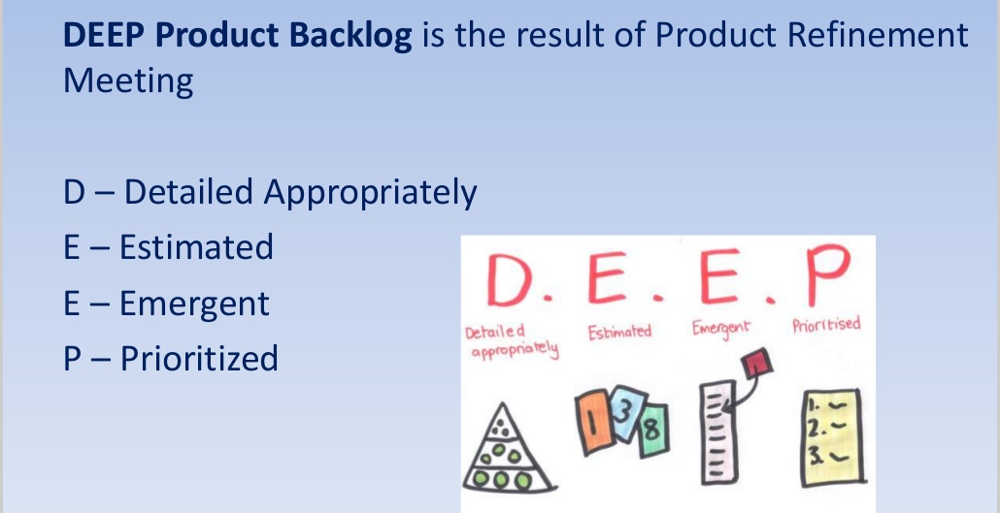 DEEP Product Backlog is the result of Product Refinement
Meeting
D – Detailed Appropriately
E – Estimated
E – Emergent
P – Prioritized
D. E. E. P
Detailed appropriately
Estimated
Emergent
Prioritised
1 3 8
1.
2.
3.